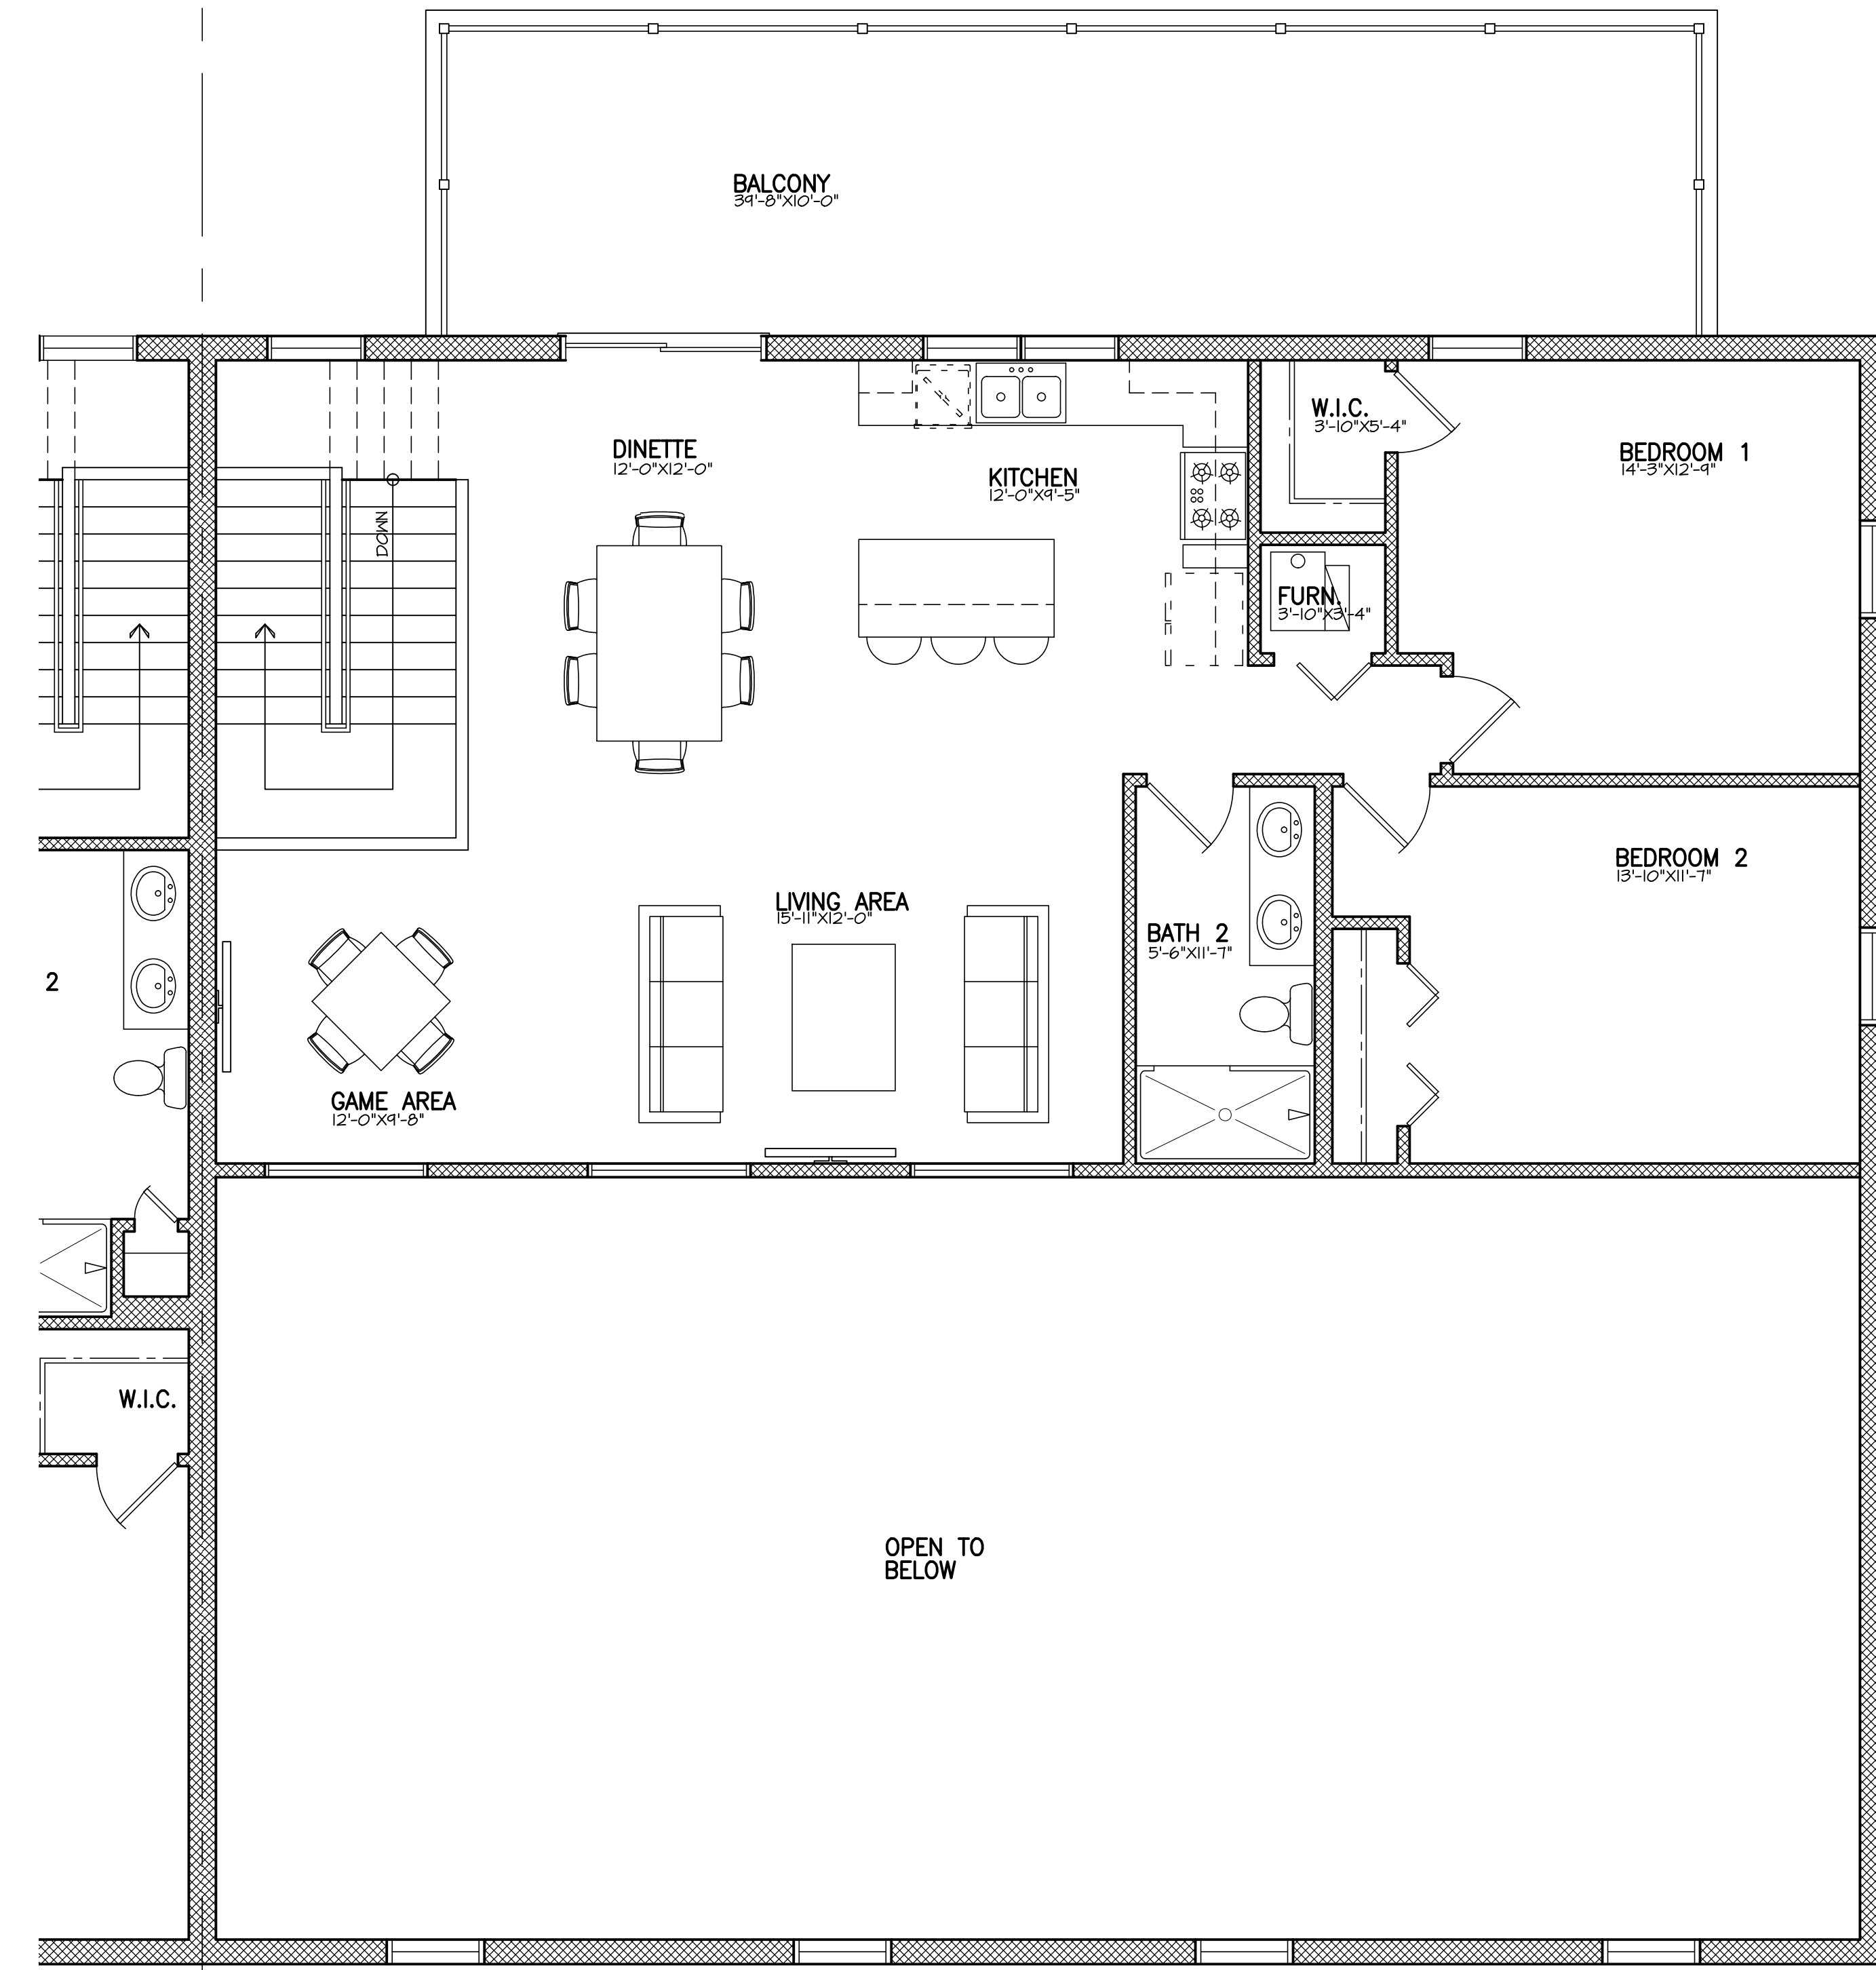 BALCONY
39'-8"X10'-0"
DINETTE
12'-0"X12'-0"
KITCHEN
12'-0"X9'-5"
W.I.C.
3'-10"X5'-4"
BEDROOM 1
14'-3"X12'-9"
DOWN
FURN.
3'-10"X3'-4"
BEDROOM 2
13'-10"X11'-7"
LIVING AREA
15'-11"X12'-0"
BATH 2
5'-6"X11'-7"
2
GAME AREA
12'-0"X9'-8"
W.I.C.
OPEN TO
BELOW